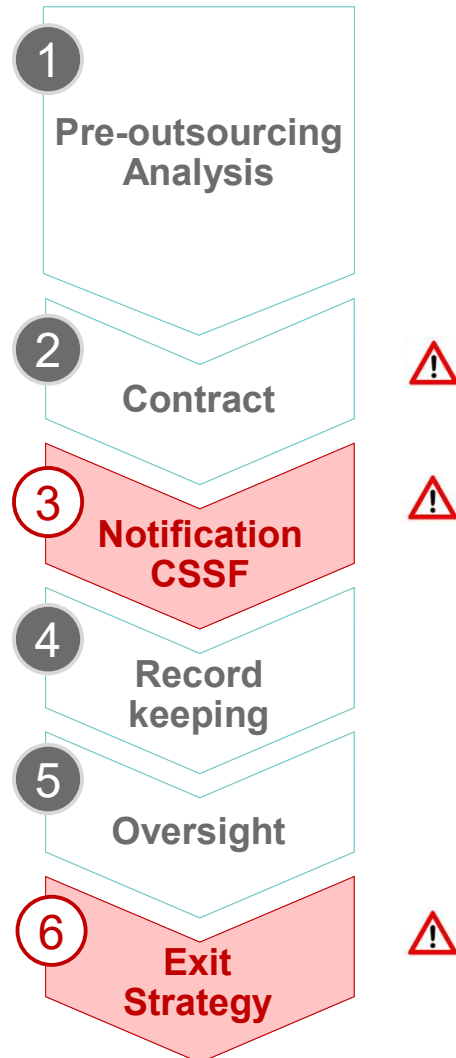 1
Pre-outsourcing
Analysis
2
Contract
3
Notification
CSSF
4
Record
keeping
5
Oversight
6
Exit
Strategy